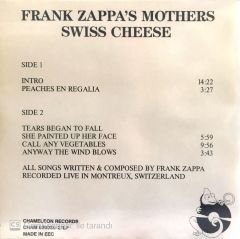 FRANK ZAPPA'S MOTHERS
SWISS CHEESE
SIDE 1
INTRO 14:22
PEACHES EN REGALIA 3:27
SIDE 2
TEARS BEGAN TO FALL
SHE PAINTED UP HER FACE 5:59
CALL ANY VEGETABLES 9:56
ANYWAY THE WIND BLOWS 3:43
ALL SONGS WRITTEN & COMPOSED BY FRANK ZAPPA
RECORDED LIVE IN MONTREUX, SWITZERLAND
CHAMELEON RECORDS
MADE IN EEC